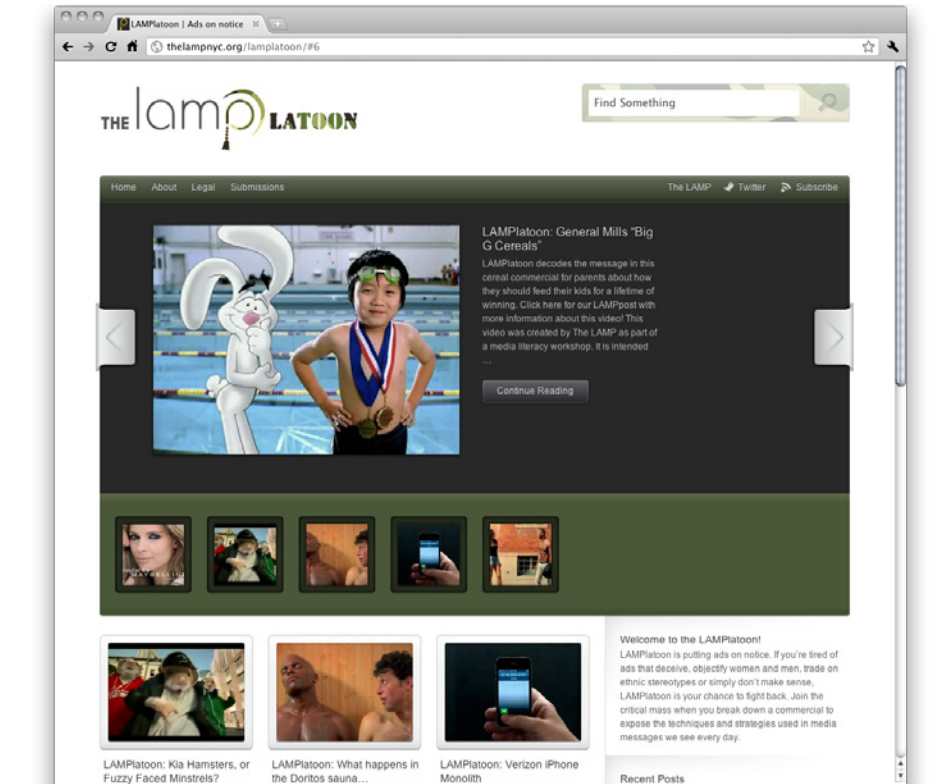 LAMPlatoon | Ads on notice
thelampnyc.org/lamplatoon/#6
THE lamp LATOON
Find Something
Home About Legal Submissions
The LAMP Twitter Subscribe
LAMPlatoon: General Mills “Big
G Cereals”
LAMPlatoon decodes the message in this
cereal commercial for parents about how
they should feed their kids for a lifetime of
winning. Click here for our LAMPpost with
more information about this video! This
video was created by The LAMP as part of
a media literacy workshop. It is intended
...
Continue Reading
MAYBELLINE
Welcome to the LAMPlatoon!
LAMPlatoon is putting ads on notice. If you're tired of
ads that deceive, objectify women and men, trade on
ethnic stereotypes or simply don't make sense,
LAMPlatoon is your chance to fight back. Join the
critical mass when you break down a commercial to
expose the techniques and strategies used in media
messages we see every day.
LAMPlatoon: Kia Hamsters, or
Fuzzy Faced Minstrels?
LAMPlatoon: What happens in
the Doritos sauna...
LAMPlatoon: Verizon iPhone
Monolith
Recent Posts